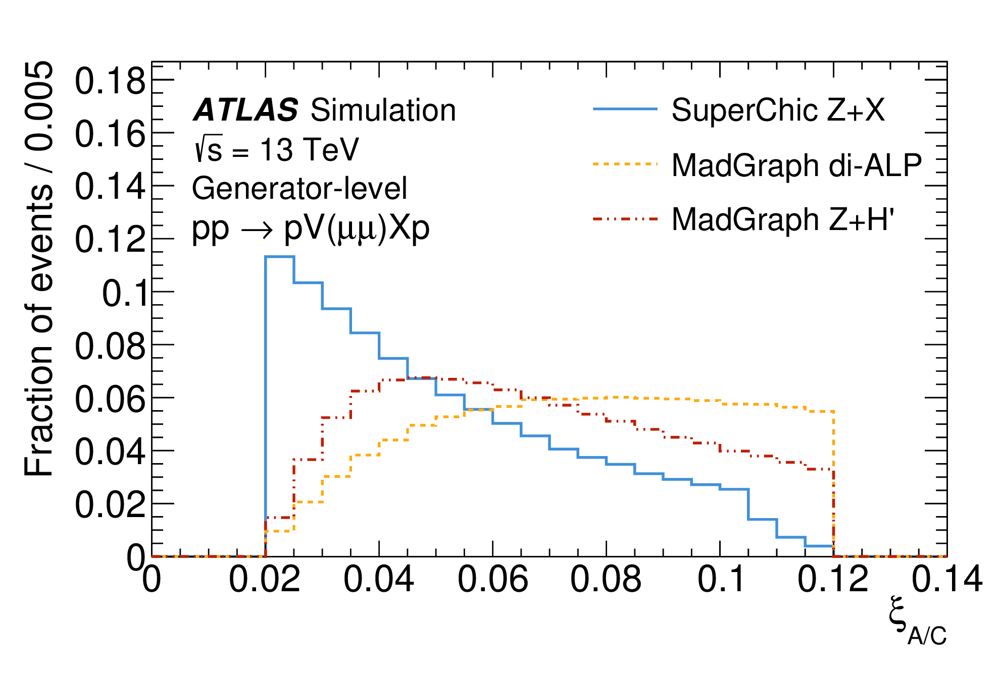 Fraction of events / 0.005
0.18
0.16
0.14
0.12
0.1
0.08
0.06
0.04
0.02
0
ATLAS Simulation
√s = 13 TeV
Generator-level
pp → pV(μμ)Xp
SuperChic Z+X
MadGraph di-ALP
MadGraph Z+H'
0 0.02 0.04 0.06 0.08 0.1 0.12 0.14
ξ A/C